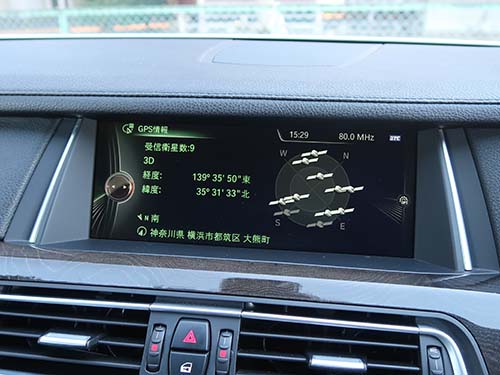 GPS情報
15:29 80.0 MHz ETC
受信衛星数:9
3D
経度: 139° 35' 50"東
緯度: 35° 31' 33"北
N 南
神奈川県 横浜市都筑区 大熊町
W N
S E